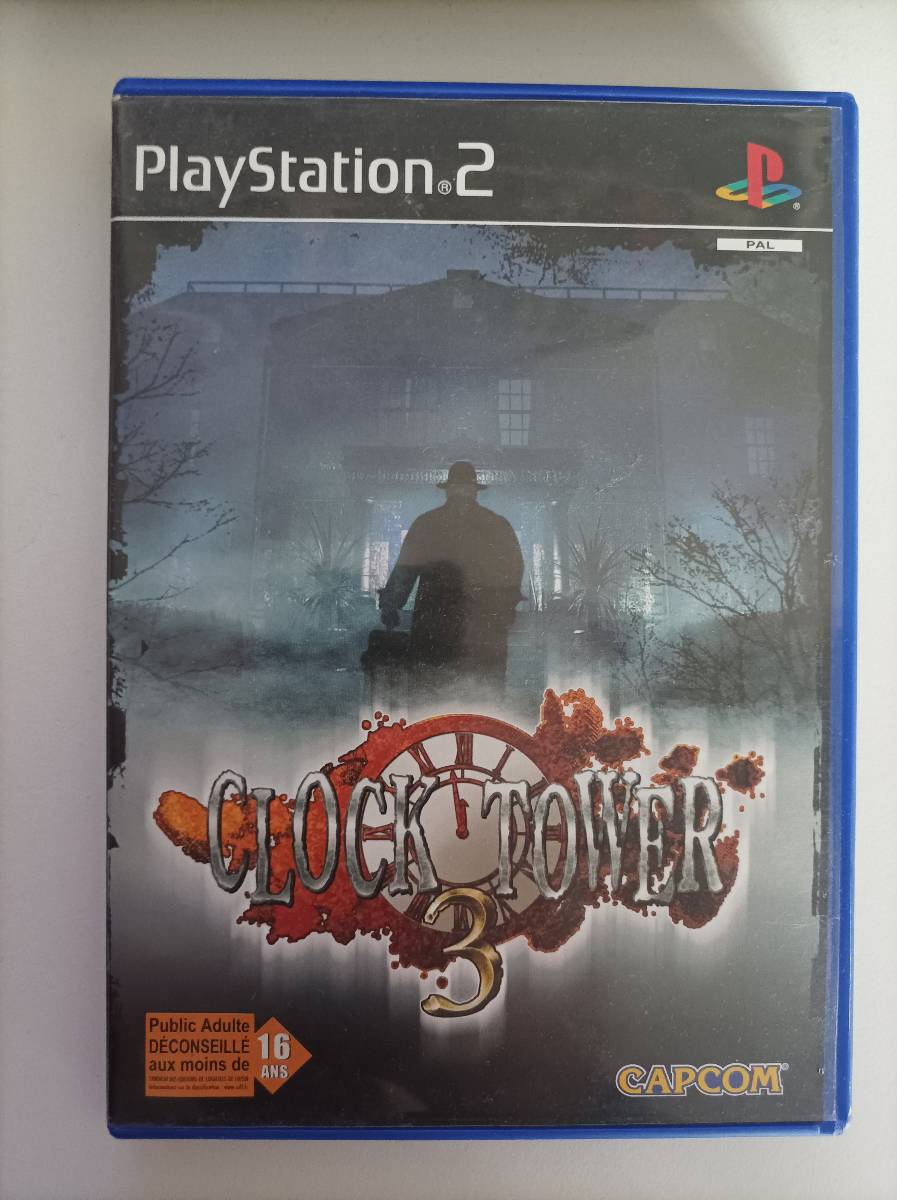 PlayStation®2
PAL
CLOCK TOWER
3
Public Adulte
DÉCONSEILLÉ
aux moins de
16
ANS
CAPCOM®